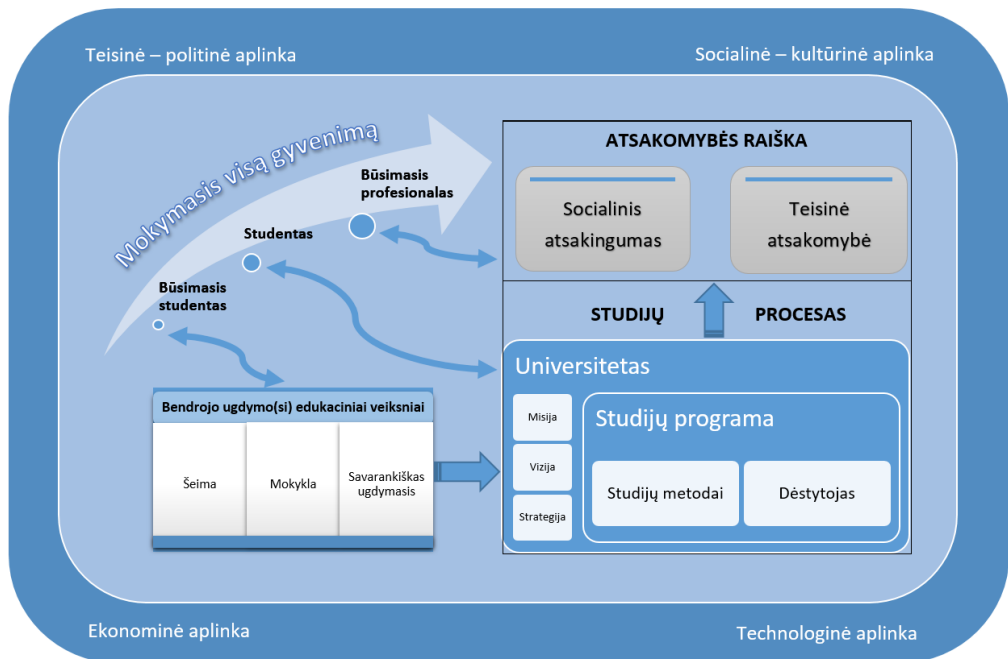 Teisinė – politinė aplinka
Socialinė – kultūrinė aplinka
Mokymasis visą gyvenimą
Būsimasis
profesionalas
Studentas
Būsimasis
studentas
ATSAKOMYBĖS RAIŠKA
Socialinis
atsakingumas
Teisinė
atsakomybė
STUDIJŲ PROCESAS
Bendrojo ugdymo(si) edukaciniai veiksniai
Šeima
Mokykla
Savarankiškas
ugdymasis
Universitetas
Misija
Vizija
Strategija
Studijų programa
Studijų metodai
Dėstytojas
Ekonominė aplinka
Technologinė aplinka